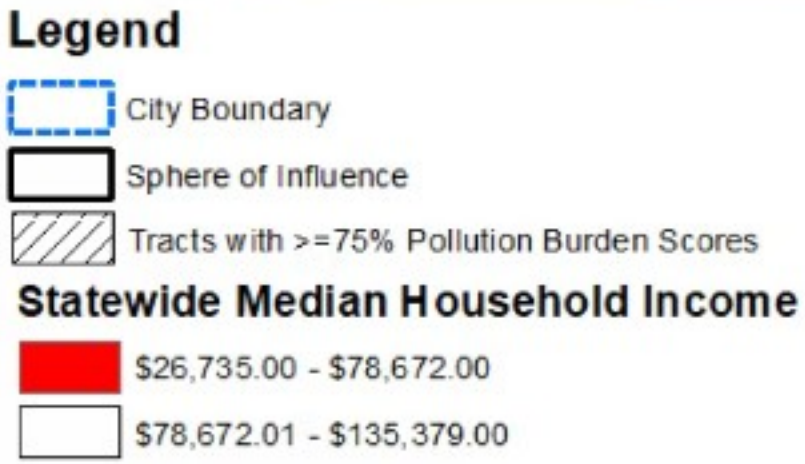 Legend
City Boundary
Sphere of Influence
Tracts with >=75% Pollution Burden Scores
Statewide Median Household Income
$26,735.00 - $78,672.00
$78,672.01 - $135,379.00